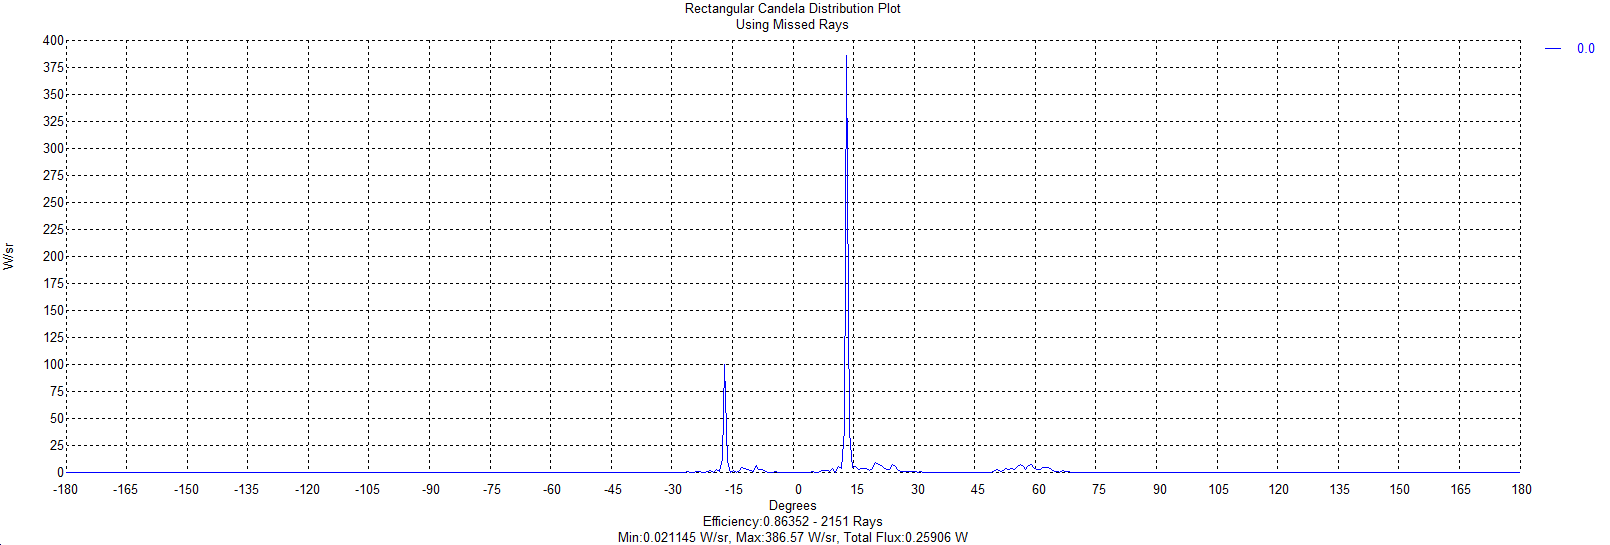 Rectangular Candela Distribution Plot
Using Missed Rays
0.0
400
375
350
325
300
275
250
225
200
175
150
125
100
75
50
25
0
W/sr
-180 -165 -150 -135 -120 -105 -90 -75 -60 -45 -30 -15 0 15 30 45 60 75 90 105 120 135 150 165 180
Degrees
Efficiency:0.86352 - 2151 Rays
Min:0.021145 W/sr, Max:386.57 W/sr, Total Flux:0.25906 W